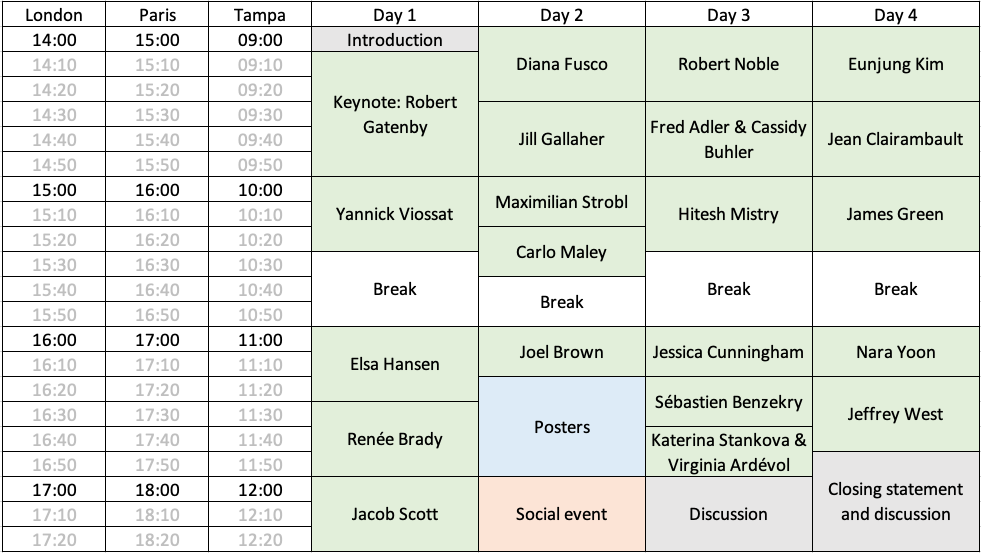 London Paris Tampa Day 1 Day 2 Day 3 Day 4
14:00 15:00 09:00 Introduction
14:10 15:10 09:10 Diana Fusco Robert Noble Eunjung Kim
14:20 15:20 09:20
Keynote: Robert
Gatenby
14:30 15:30 09:30
14:40 15:40 09:40 Jill Gallaher Fred Adler & Cassidy
Buhler Jean Clairambault
14:50 15:50 09:50
15:00 16:00 10:00
15:10 16:10 10:10 Yannick Viossat Maximilian Strobl Hitesh Mistry James Green
15:20 16:20 10:20
Carlo Maley
15:30 16:30 10:30
15:40 16:40 10:40 Break Break Break Break
15:50 16:50 10:50
16:00 17:00 11:00 Joel Brown Jessica Cunningham Nara Yoon
16:10 17:10 11:10 Elsa Hansen
16:20 17:20 11:20
Sébastien Benzekry Jeffrey West
16:30 17:30 11:30
Posters
16:40 17:40 11:40 Renée Brady Katerina Stankova &
Virginia Ardévol
16:50 17:50 11:50
17:00 18:00 12:00 Closing statement
and discussion
17:10 18:10 12:10 Jacob Scott Social event Discussion
17:20 18:20 12:20